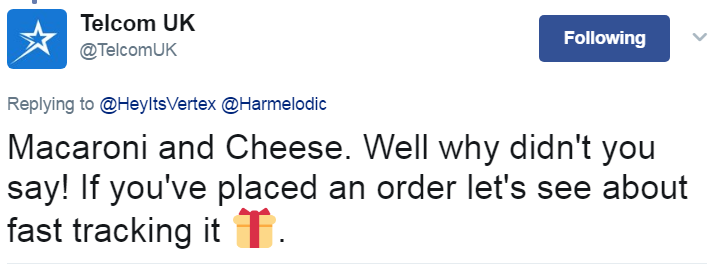 Telcom UK
@TelcomUK
Following
Replying to @HeyItsVertex @Harmelodic
Macaroni and Cheese. Well why didn't you
say! If you've placed an order let's see about
fast tracking it 🎁.